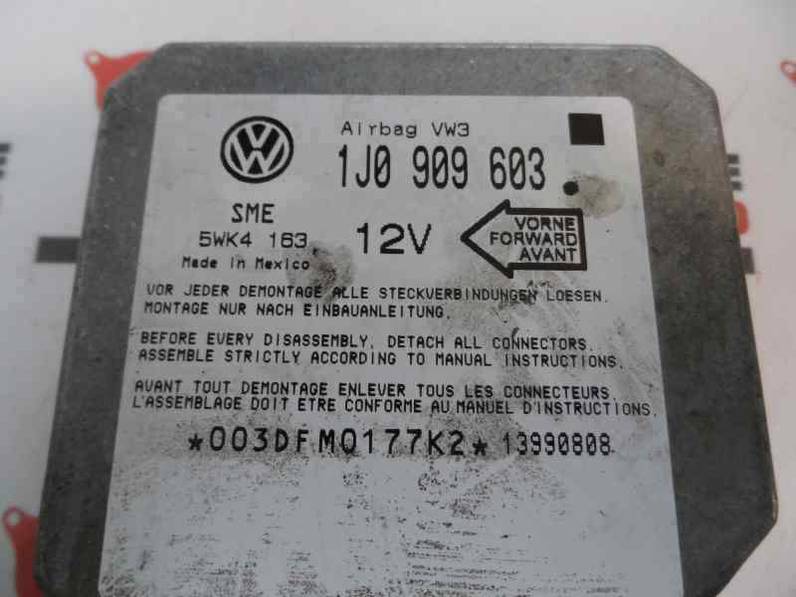 Airbag VW3
1J0 909 603
SME
5WK4 163
12V
VORNE
FORWARD
AVANT
Made in Mexico
VOR JEDER DEMONTAGE ALLE STECKVERBINDUNGEN LOESEN.
MONTAGE NUR NACH EINBAUANLEITUNG.
BEFORE EVERY DISASSEMBLY, DETACH ALL CONNECTORS.
ASSEMBLE STRICTLY ACCORDING TO MANUAL INSTRUCTIONS.
AVANT TOUT DEMONTAGE ENLEVER TOUS LES CONNECTEURS.
L'ASSEMBLAGE DOIT ETRE CONFORME AU MANUEL D'INSTRUCTIONS.
*003DFM0177K2* 13990808